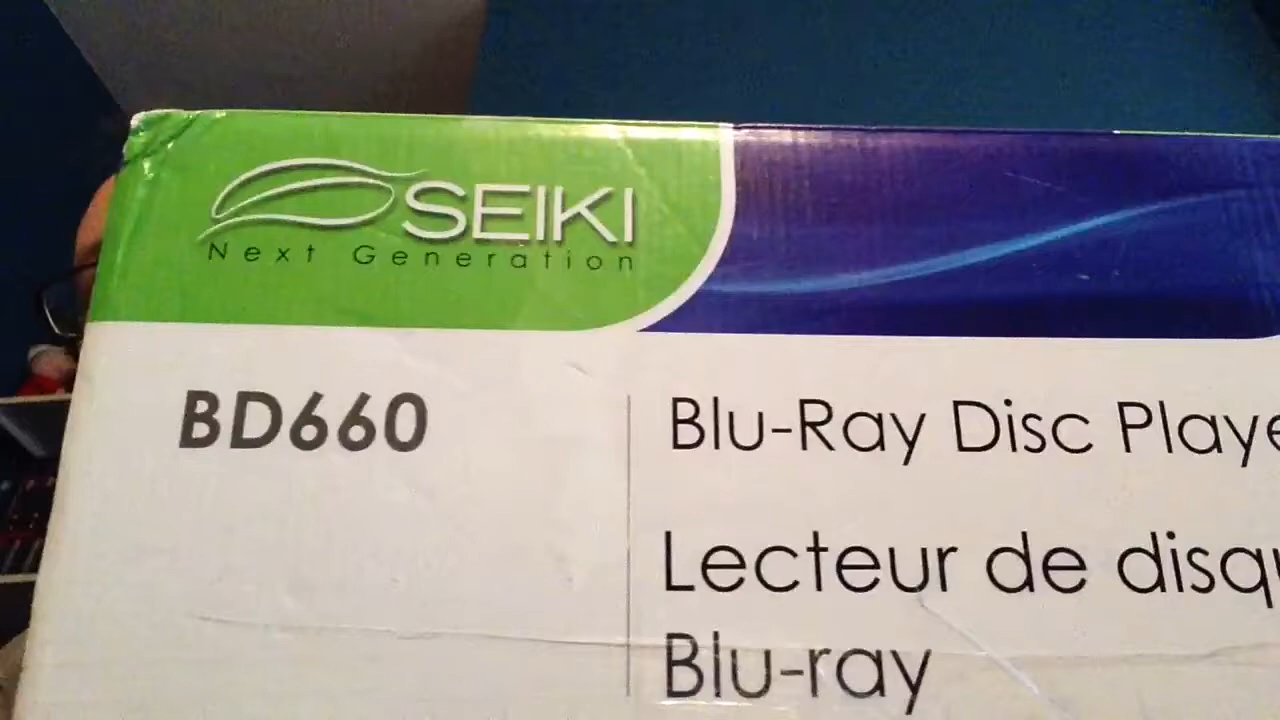 SEIKI
Next Generation
BD660
Blu-Ray Disc Playe
Lecteur de disqu
Blu-ray